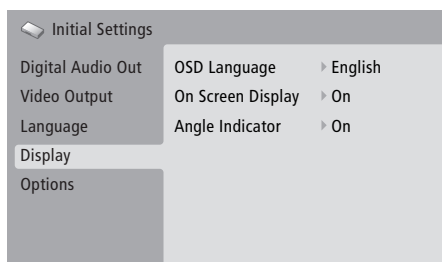 Initial Settings
Digital Audio Out
Video Output
Language
Display
Options
OSD Language English
On Screen Display On
Angle Indicator On